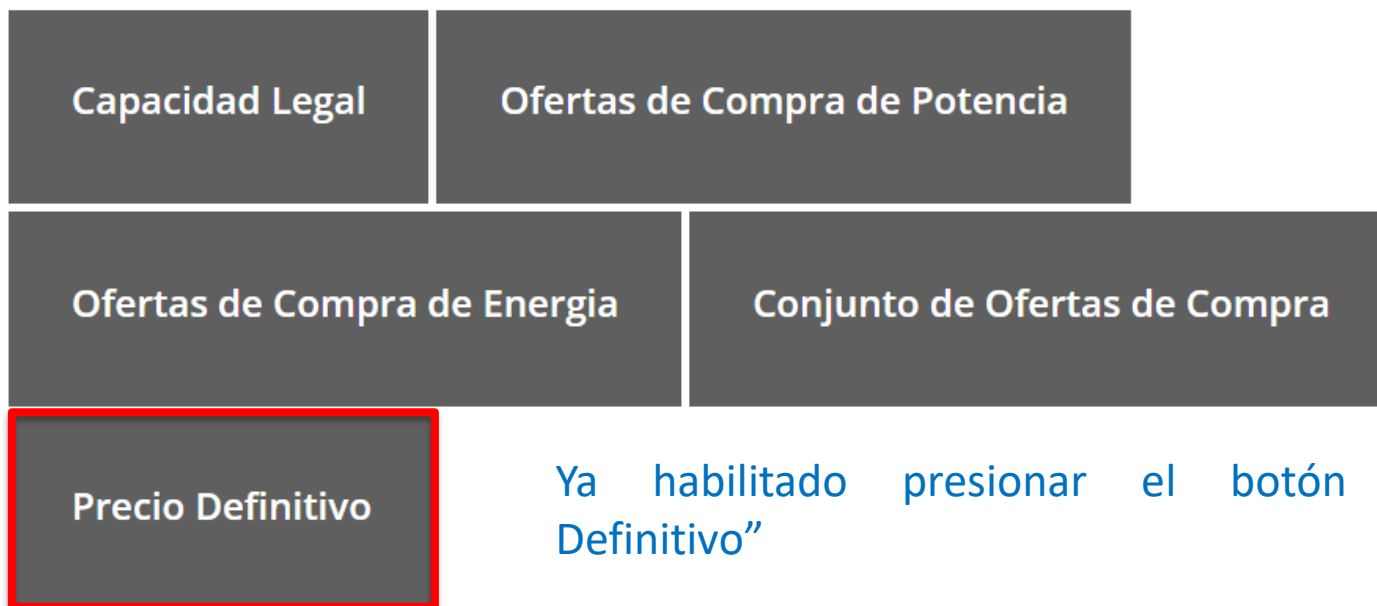 Capacidad Legal
Ofertas de Compra de Potencia
Ofertas de Compra de Energia
Conjunto de Ofertas de Compra
Precio Definitivo
Ya habilitado presionar el botón
Definitivo”